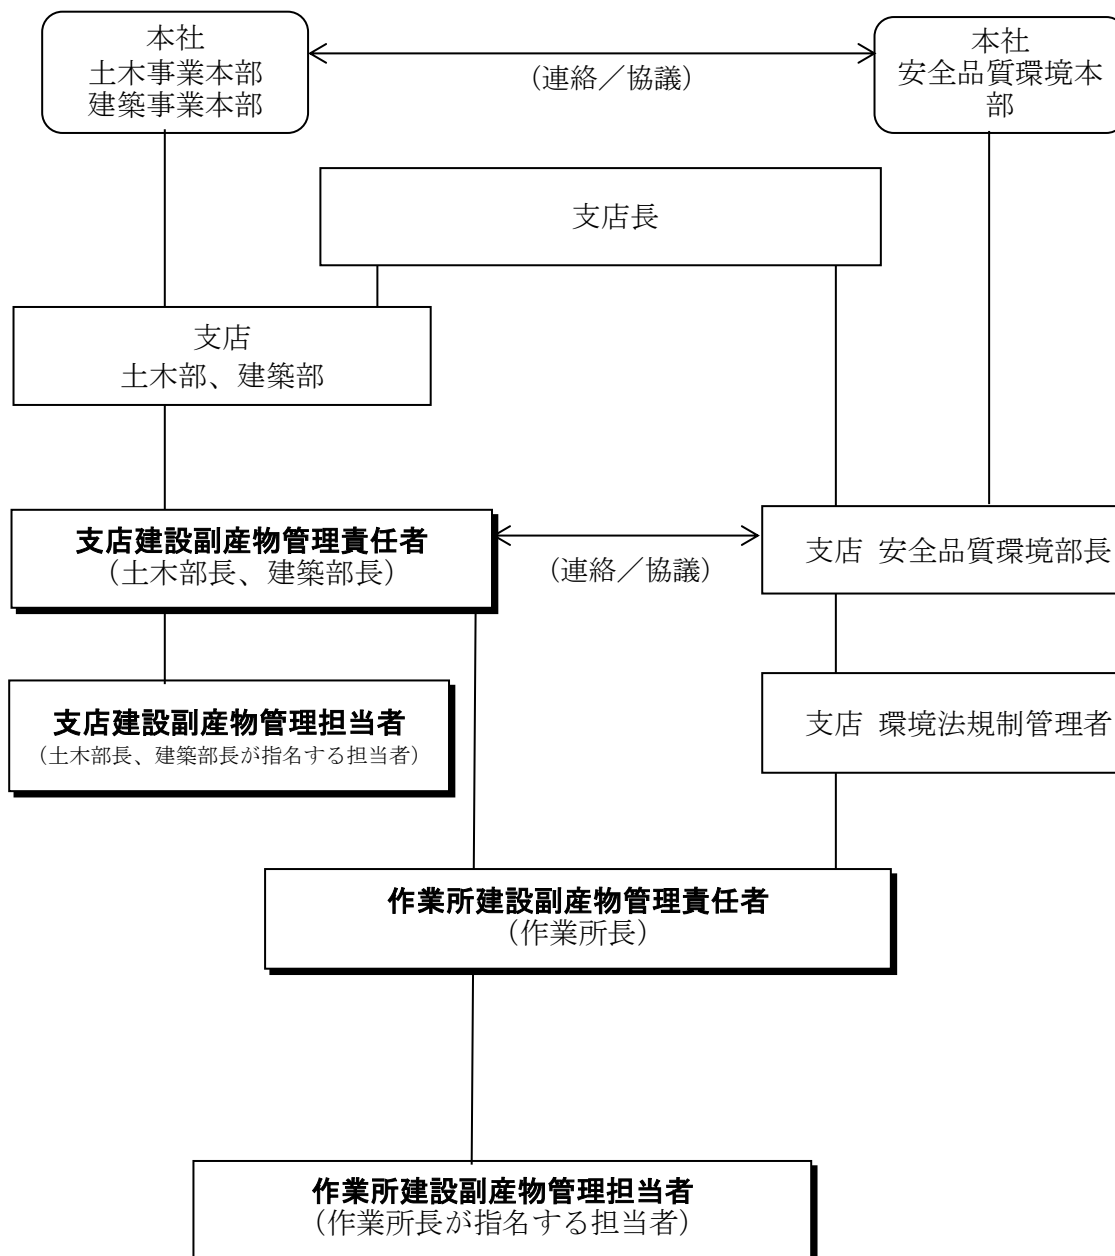 本社
土木事業本部
建築事業本部
(連絡／協議)
本社
安全品質環境本
部
支店長
支店
土木部、建築部
支店建設副産物管理責任者
（土木部長、建築部長）
(連絡／協議)
支店 安全品質環境部長
支店建設副産物管理担当者
（土木部長、建築部長が指名する担当者）
支店 環境法規制管理者
作業所建設副産物管理責任者
（作業所長）
作業所建設副産物管理担当者
（作業所長が指名する担当者）